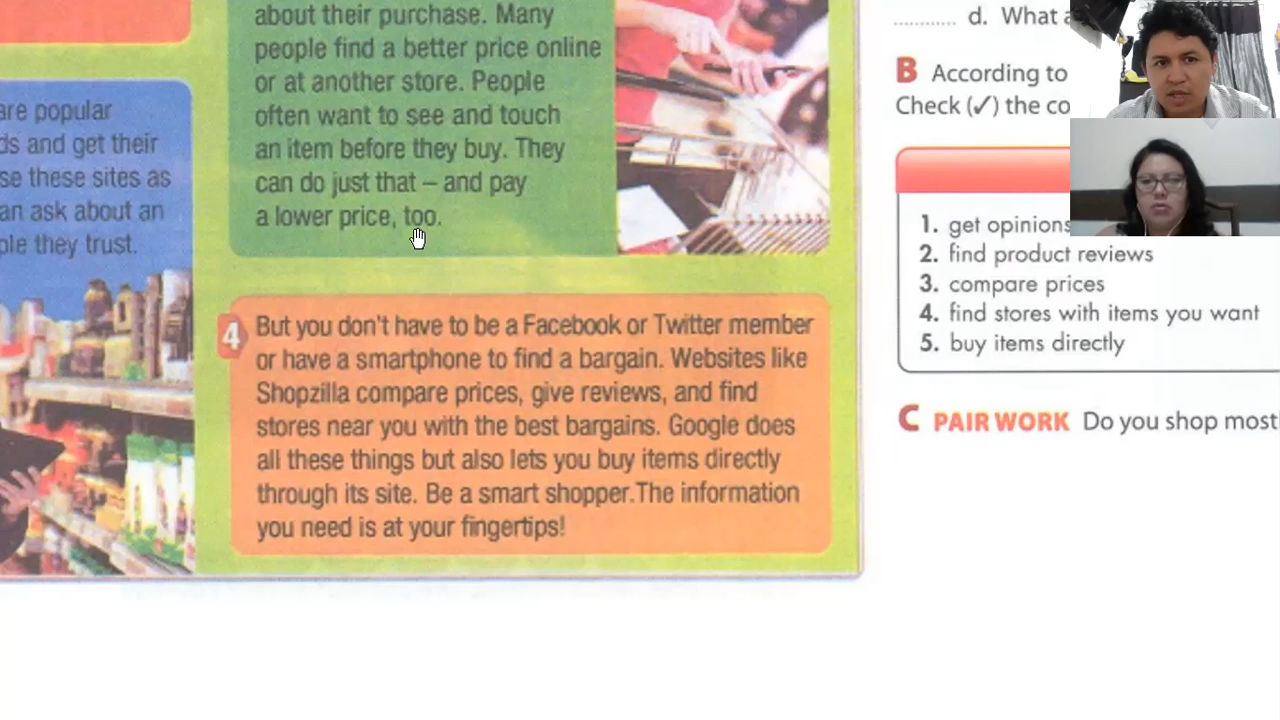 are popular
ds and get their
se these sites as
an ask about an
ple they trust.
about their purchase. Many
people find a better price online
or at another store. People
often want to see and touch
an item before they buy. They
can do just that – and pay
a lower price, too.
4 But you don't have to be a Facebook or Twitter member
or have a smartphone to find a bargain. Websites like
Shopzilla compare prices, give reviews, and find
stores near you with the best bargains. Google does
all these things but also lets you buy items directly
through its site. Be a smart shopper.The information
you need is at your fingertips!
............ d. What a
B According to
Check (✓) the co
1. get opinions
2. find product reviews
3. compare prices
4. find stores with items you want
5. buy items directly
C PAIR WORK Do you shop most